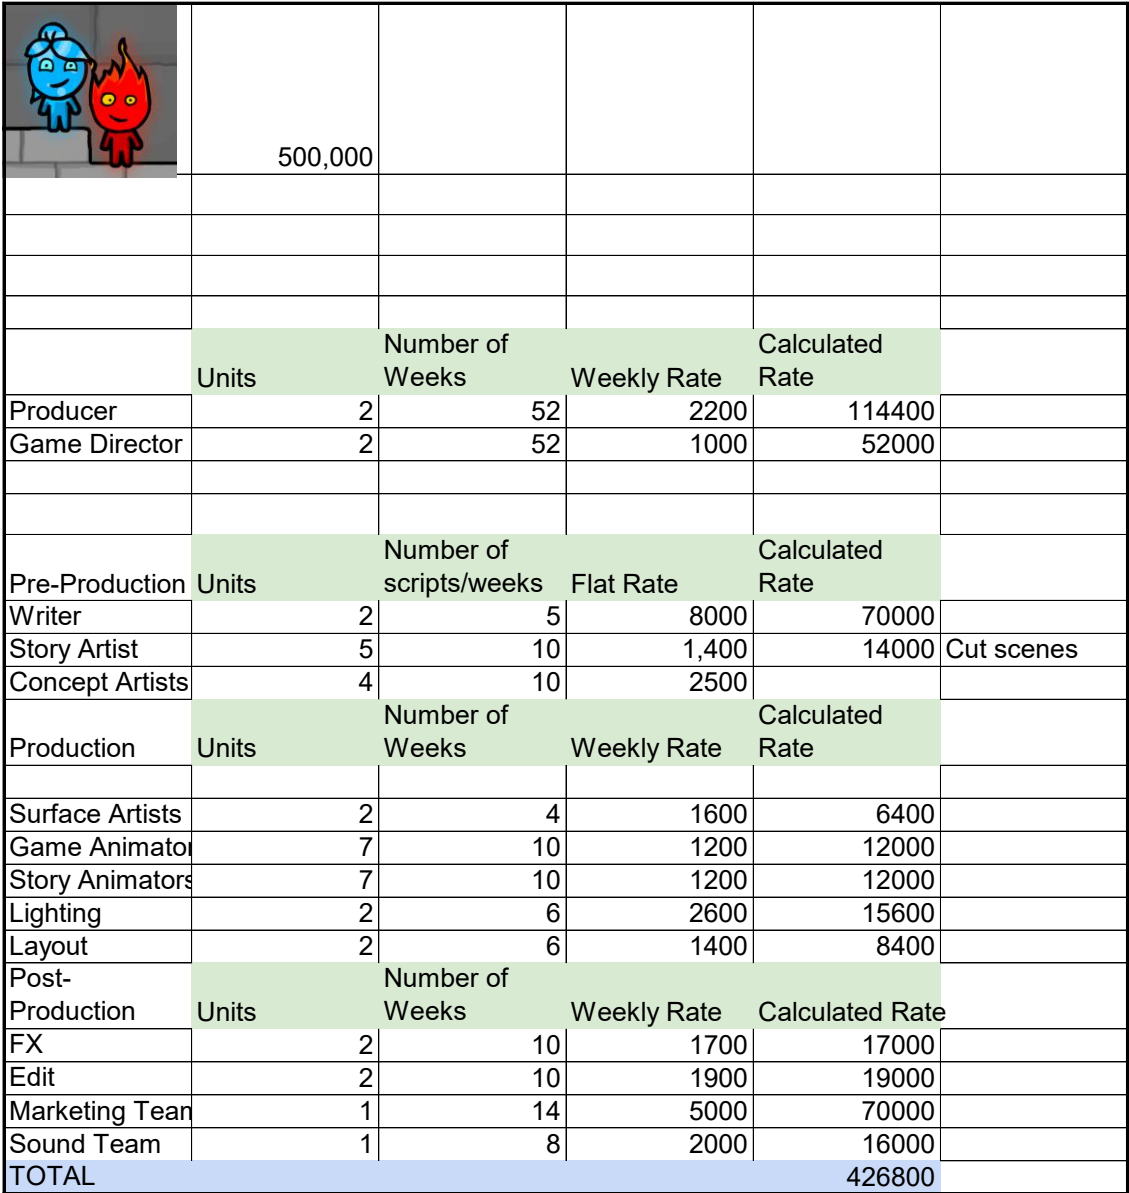 500,000
Units Number of Weeks Weekly Rate Calculated Rate
Producer 2 52 2200 114400
Game Director 2 52 1000 52000
Pre-Production Units Number of scripts/weeks Flat Rate Calculated Rate
Writer 2 5 8000 70000
Story Artist 5 10 1,400 14000 Cut scenes
Concept Artists 4 10 2500
Production Units Number of Weeks Weekly Rate Calculated Rate
Surface Artists 2 4 1600 6400
Game Animator 7 10 1200 12000
Story Animators 7 10 1200 12000
Lighting 2 6 2600 15600
Layout 2 6 1400 8400
Post-Production Units Number of Weeks Weekly Rate Calculated Rate
FX 2 10 1700 17000
Edit 2 10 1900 19000
Marketing Team 1 14 5000 70000
Sound Team 1 8 2000 16000
TOTAL 426800